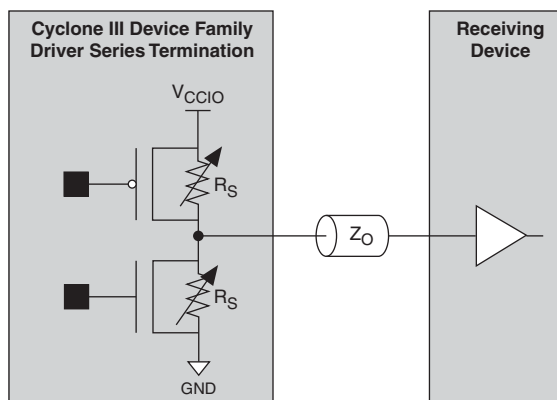 Cyclone III Device Family
Driver Series Termination
Receiving
Device
VCCIO
RS
ZO
RS
GND